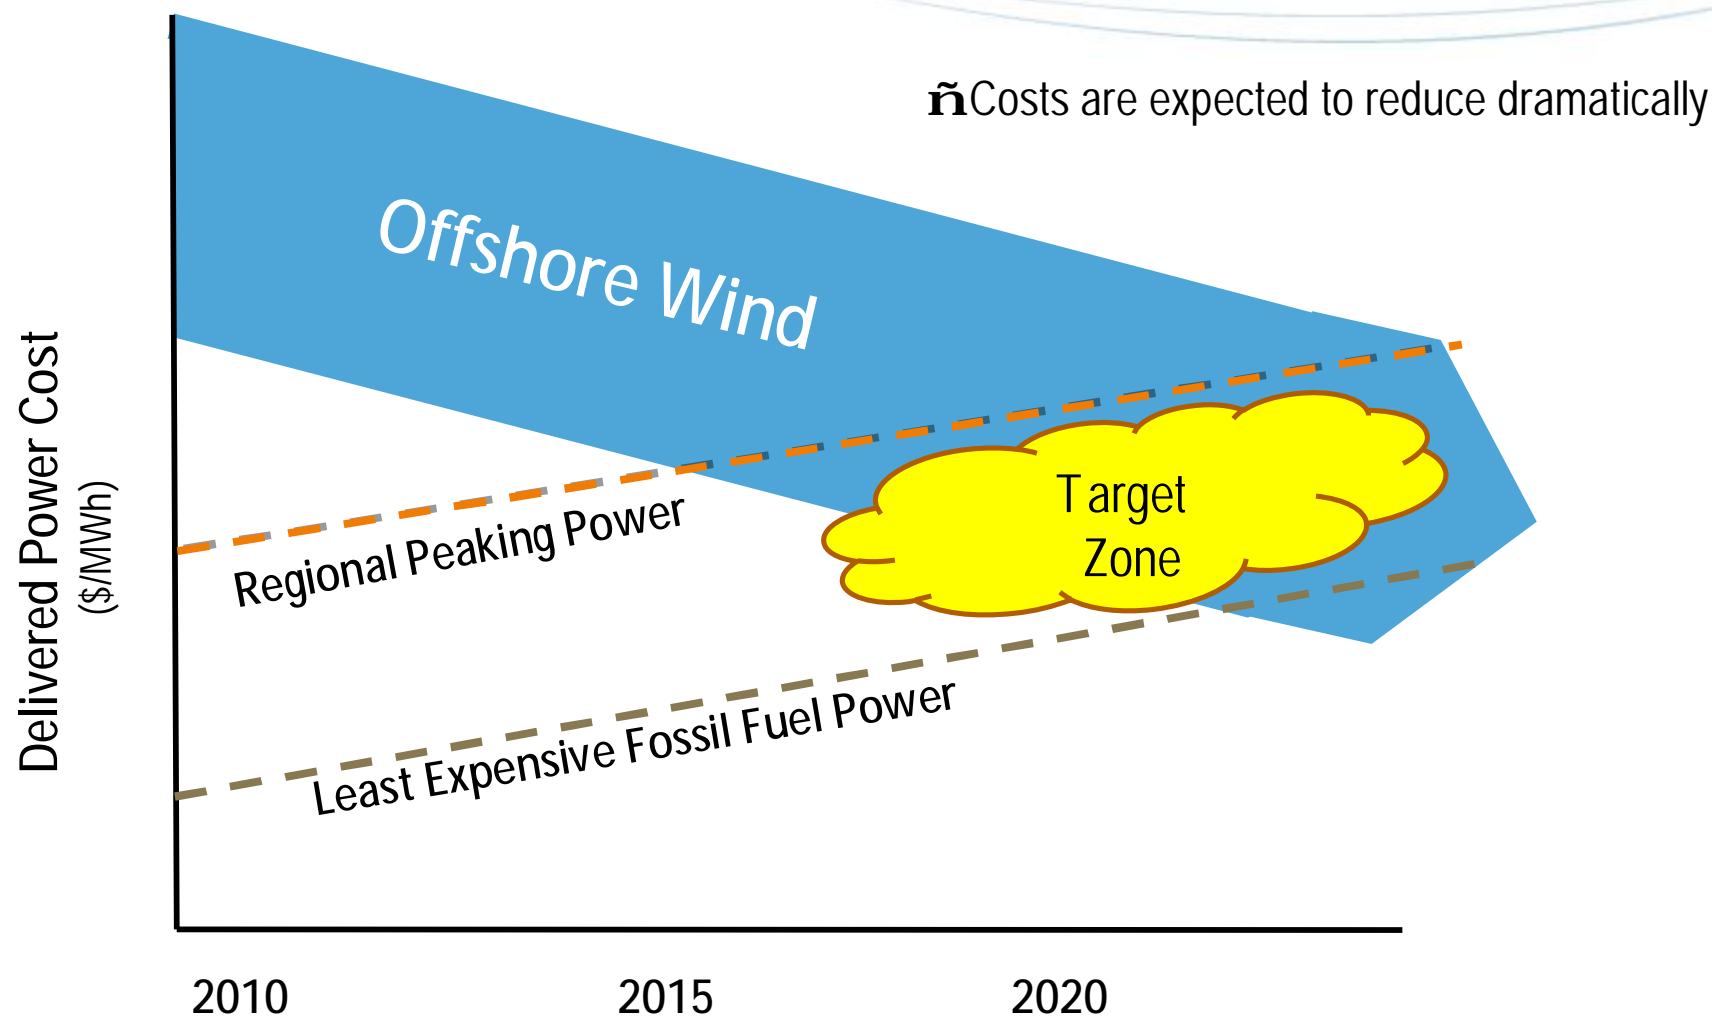 ñCosts are expected to reduce dramatically
Offshore Wind
Delivered Power Cost
($/MWh)
Regional Peaking Power
Target
Zone
Least Expensive Fossil Fuel Power
2010 2015 2020